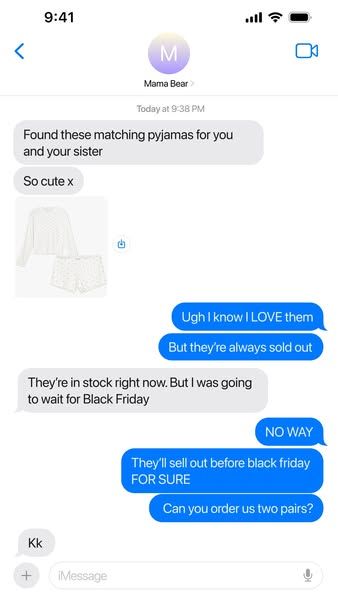 9:41
M
Mama Bear
Today at 9:38 PM
Found these matching pyjamas for you
and your sister
So cute x
Ugh I know I LOVE them
But they're always sold out
They're in stock right now. But I was going
to wait for Black Friday
NO WAY
They'll sell out before black friday
FOR SURE
Can you order us two pairs?
Kk
iMessage